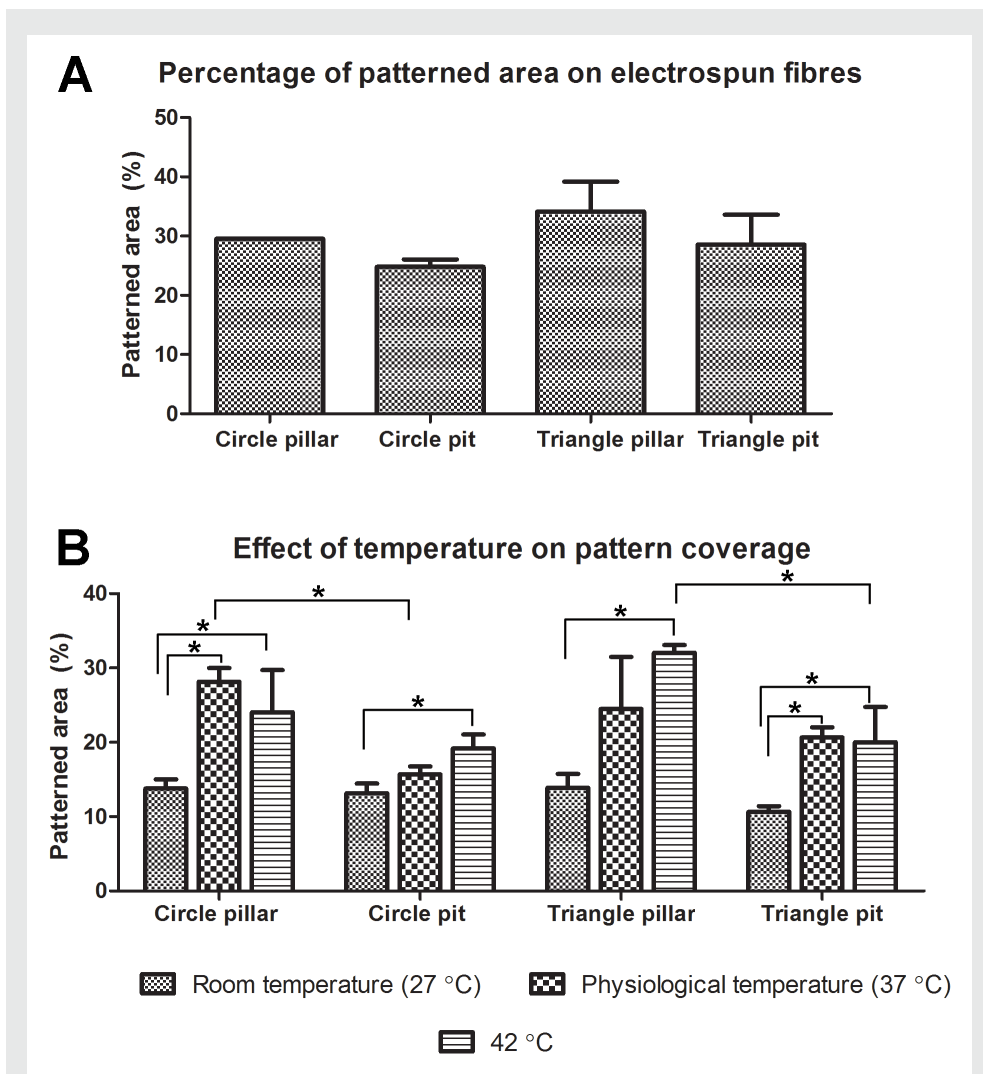 A
Percentage of patterned area on electrospun fibres
Patterned area (%)
50
40
30
20
10
0
Circle pillar Circle pit Triangle pillar Triangle pit
B
Effect of temperature on pattern coverage
Patterned area (%)
40
30
20
10
0
* * * * * * * *
Circle pillar Circle pit Triangle pillar Triangle pit
Room temperature (27 °C) Physiological temperature (37 °C)
42 °C